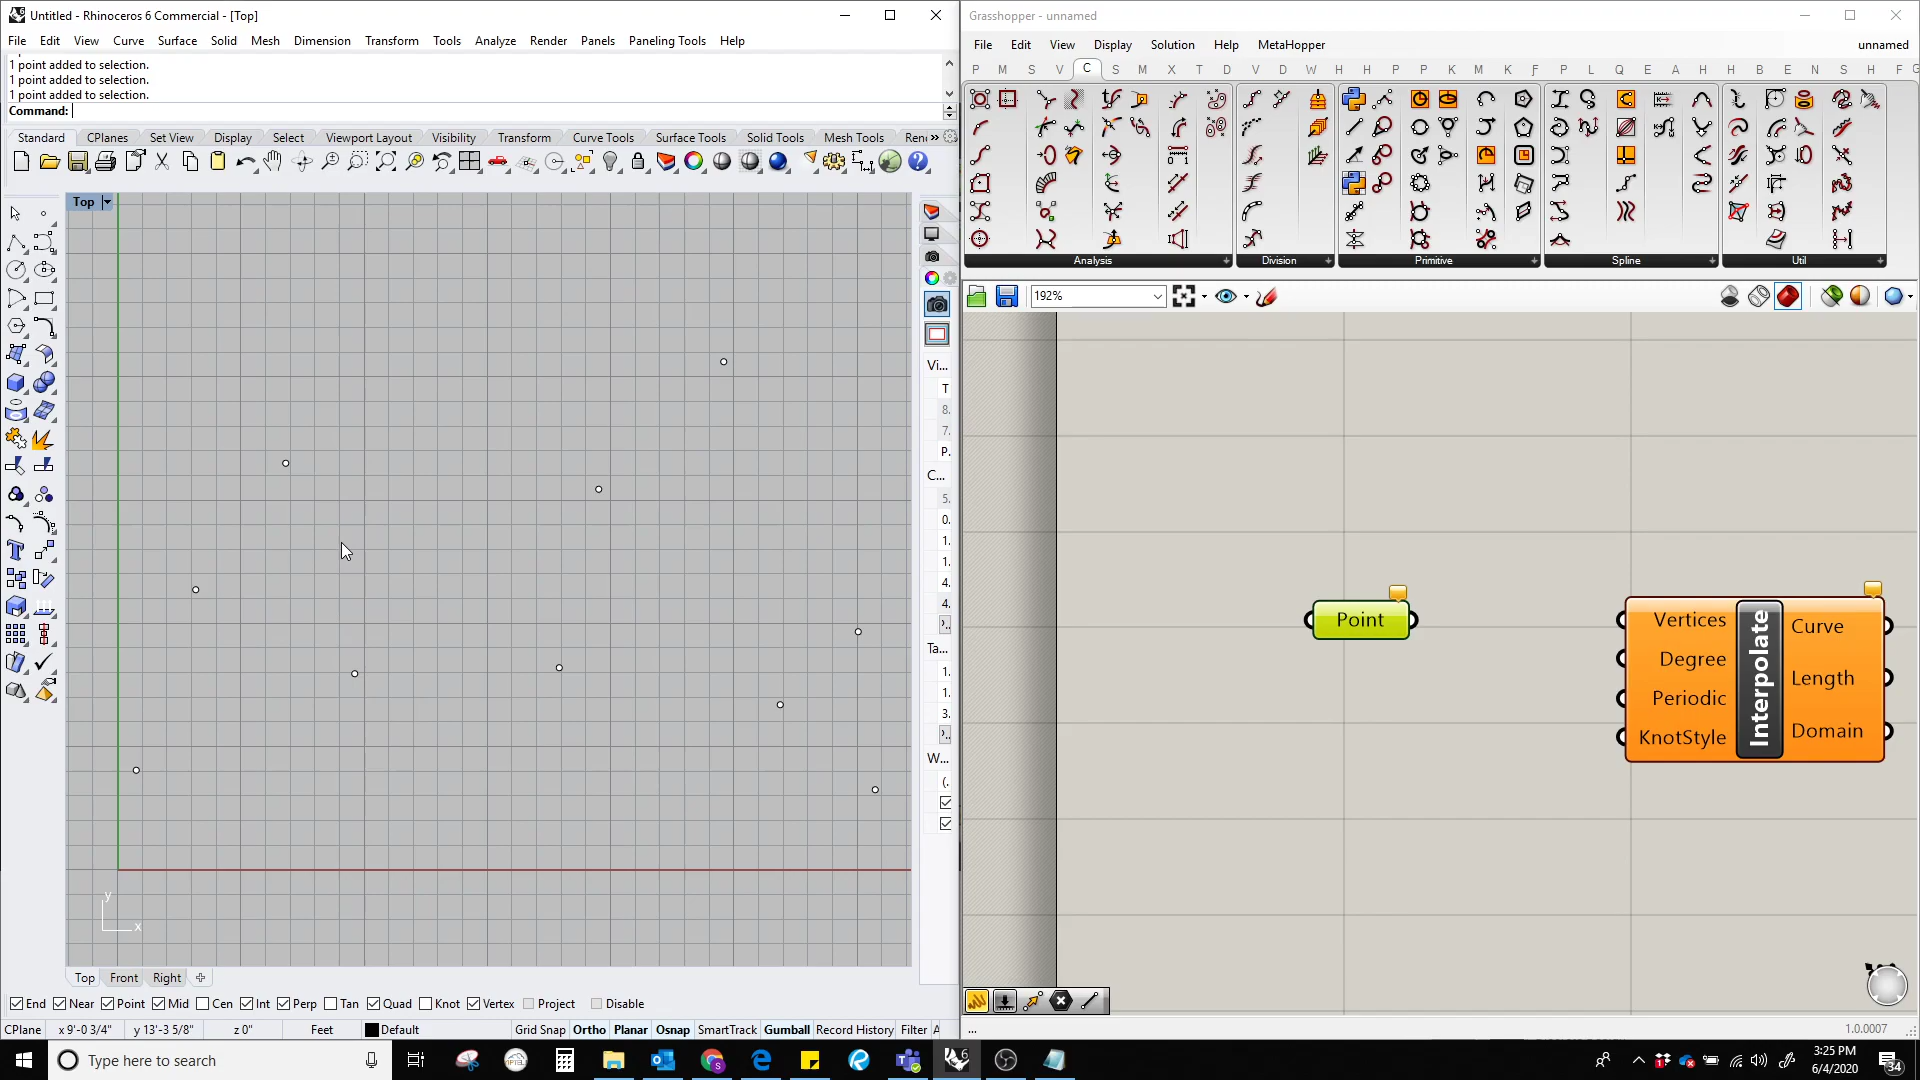 Untitled - Rhinoceros 6 Commercial - [Top]
File Edit View Curve Surface Solid Mesh Dimension Transform Tools Analyze Render Panels Paneling Tools Help
1 point added to selection.
1 point added to selection.
1 point added to selection.
Command:
Standard CPlanes Set View Display Select Viewport Layout Visibility Transform Curve Tools Surface Tools Solid Tools Mesh Tools Ren
Top
Vi...
T
8.
7.
P.
C...
5.
0.
1.
1.
4.
4.
Ta...
1.
1.
3.
W...
(.
y
x
Top Front Right
End Near Point Mid Cen Int Perp Tan Quad Knot Vertex Project Disable
CPlane x 9'-0 3/4" y 13'-3 5/8" z 0" Feet Default Grid Snap Ortho Planar Osnap SmartTrack Gumball Record History Filter A
Grasshopper - unnamed
File Edit View Display Solution Help MetaHopper unnamed
P M S V C S M X T D V D W H H P P K M K F P L Q E A H H B E N S H F G
Analysis Division Primitive Spline Util
192%
Point
Vertices
Degree
Periodic
KnotStyle
Interpolate
Curve
Length
Domain
...
1.0.0007
Type here to search
3:25 PM
6/4/2020
34